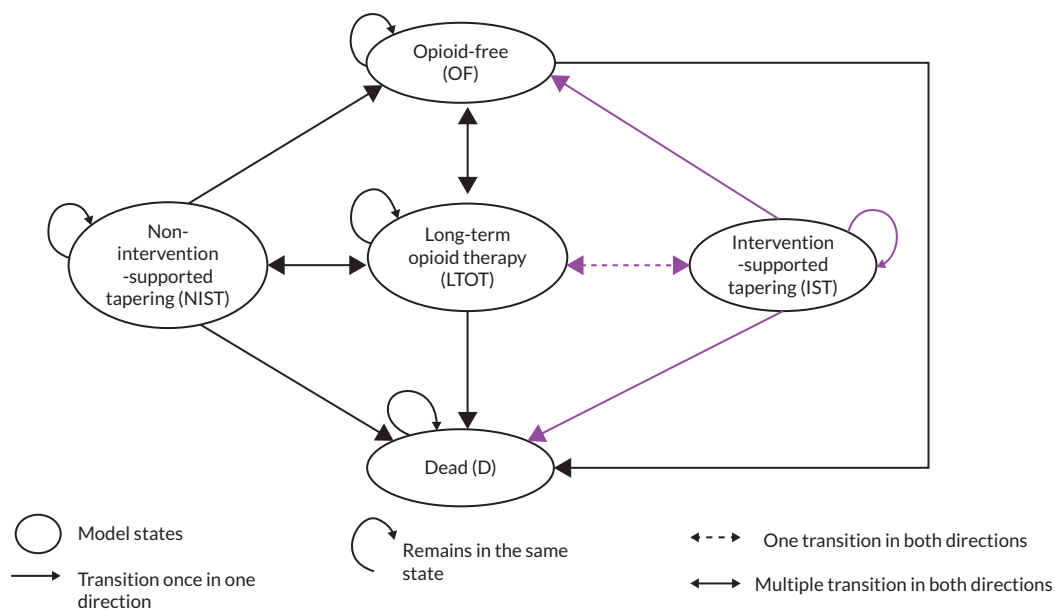 Opioid-free
(OF)
Non-
intervention
-supported
tapering (NIST)
Long-term
opioid therapy
(LTOT)
Intervention
-supported
tapering (IST)
Dead (D)
Model states
Transition once in one
direction
Remains in the same
state
One transition in both directions
Multiple transition in both directions